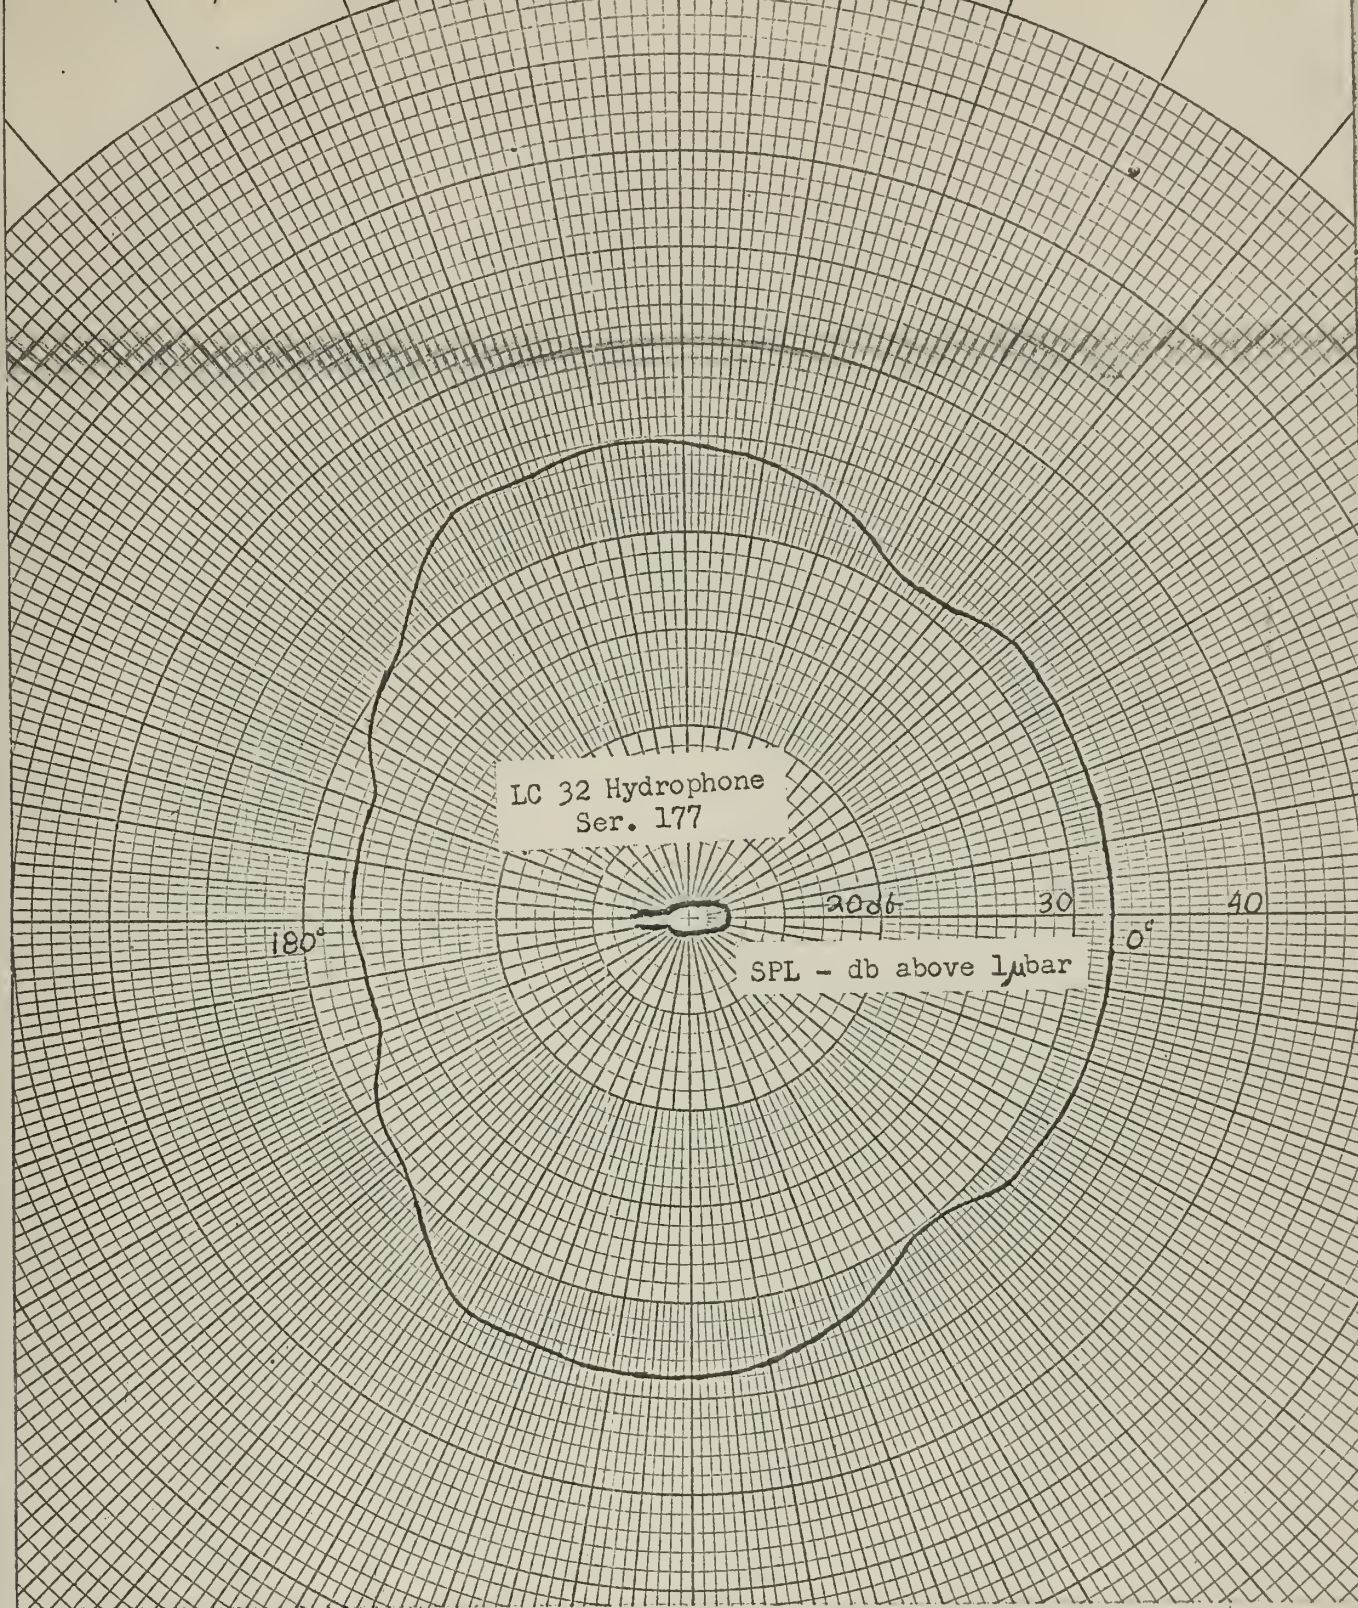 LC 32 Hydrophone
Ser. 177
20db 30 40
180° 0°
SPL - db above 1μbar